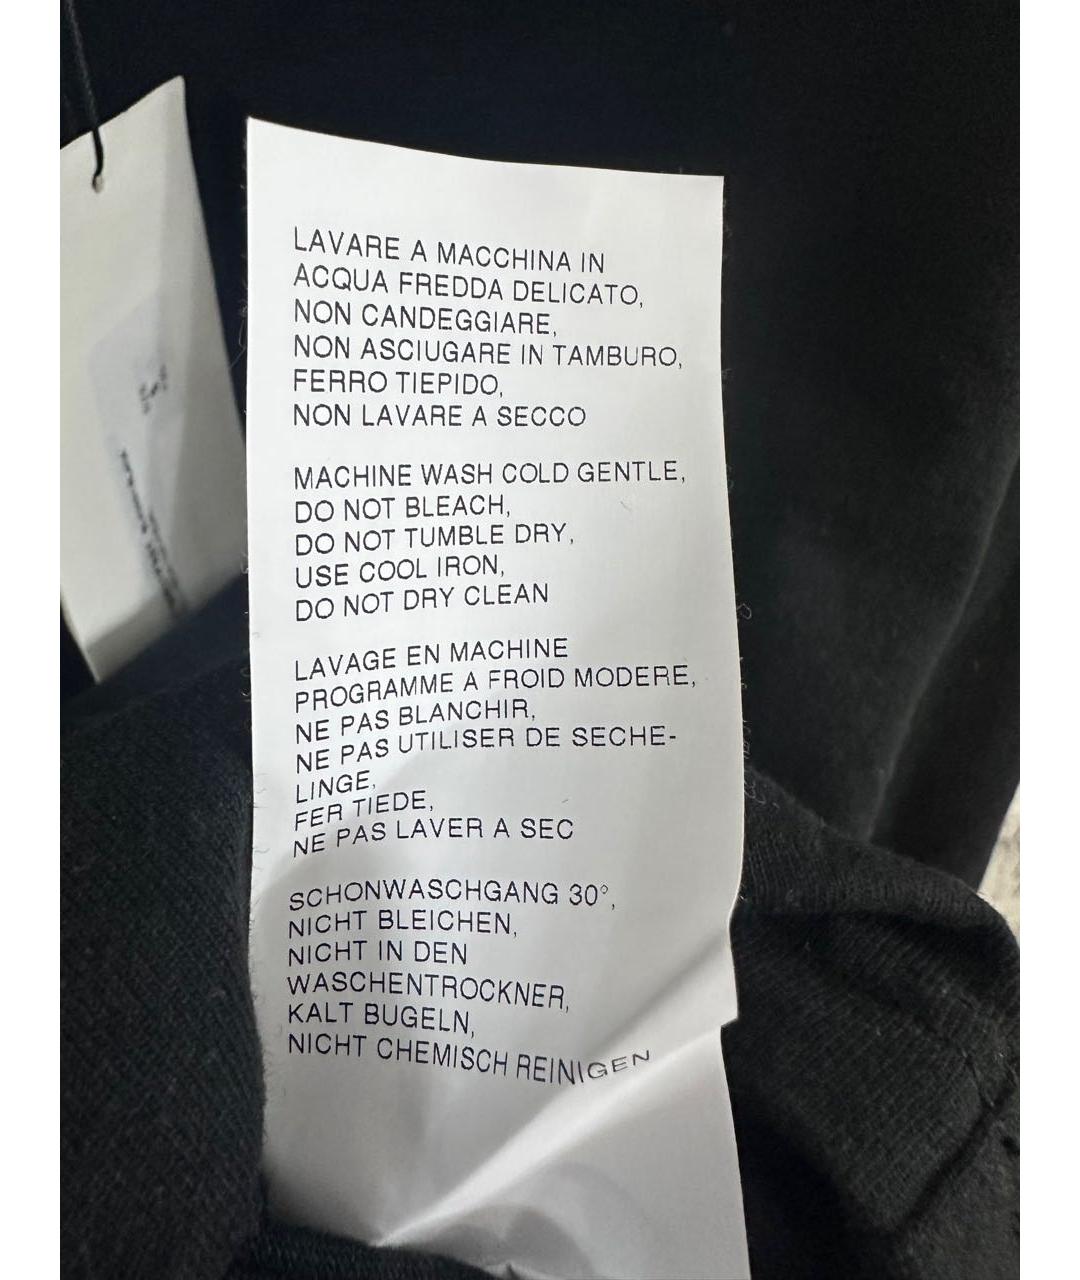 LAVARE A MACCHINA IN
ACQUA FREDDA DELICATO,
NON CANDEGGIARE,
NON ASCIUGARE IN TAMBURO,
FERRO TIEPIDO,
NON LAVARE A SECCO
MACHINE WASH COLD GENTLE,
DO NOT BLEACH,
DO NOT TUMBLE DRY,
USE COOL IRON,
DO NOT DRY CLEAN
LAVAGE EN MACHINE
PROGRAMME A FROID MODERE,
NE PAS BLANCHIR,
NE PAS UTILISER DE SECHE-
LINGE,
FER TIEDE,
NE PAS LAVER A SEC
SCHONWASCHGANG 30°,
NICHT BLEICHEN,
NICHT IN DEN
WASCHENTROCKNER,
KALT BUGELN,
NICHT CHEMISCH REINIGEN